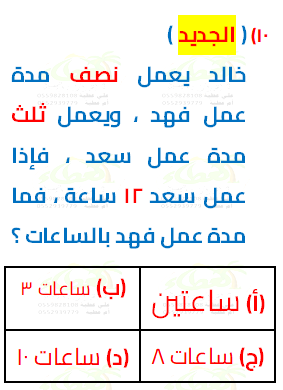 ١٠) ( الجديد )
خالد يعمل نصف مدة
عمل فهد ، ويعمل ثلث
مدة عمل سعد ، فإذا
عمل سعد ١٢ ساعة ، فما
مدة عمل فهد بالساعات ؟
(أ) ساعتين
(ب) ٣ ساعات
(ج) ٨ ساعات
(د) ١٠ ساعات